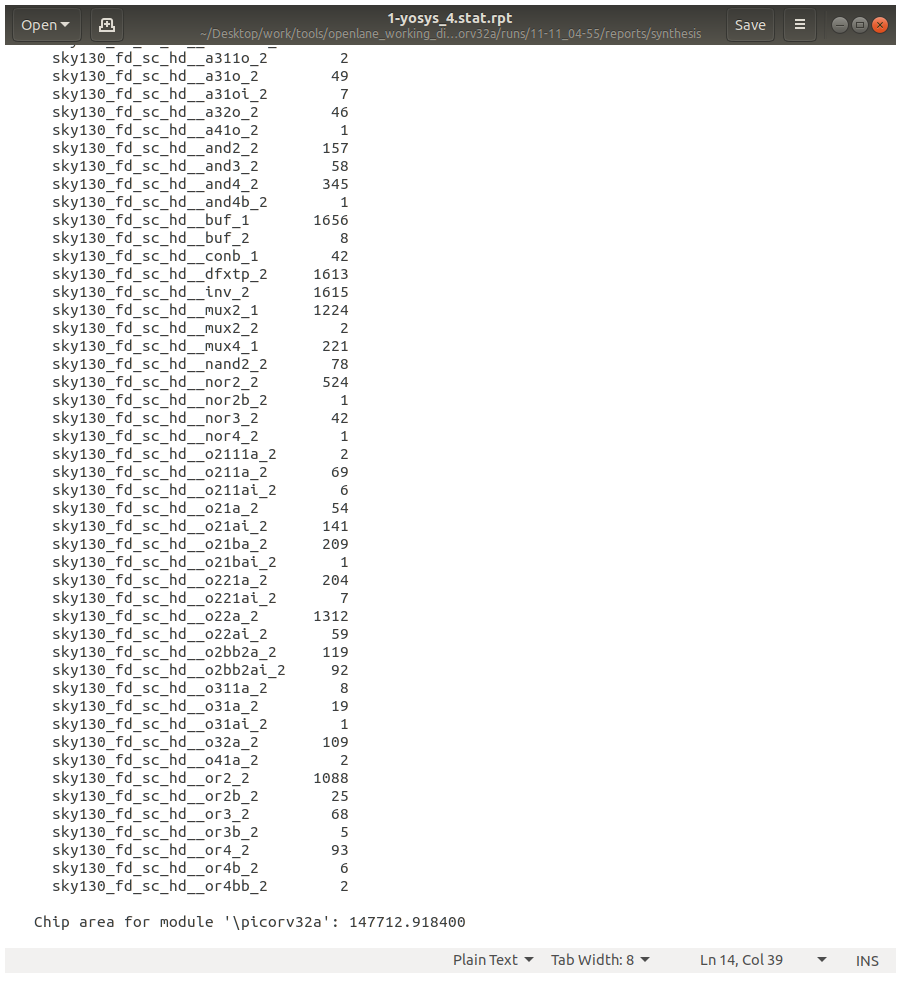 Open
1-yosys_4.stat.rpt
~/Desktop/work/tools/openlane_working_di...orv32a/runs/11-11_04-55/reports/synthesis
Save
sky130_fd_sc_hd__a311o_2 2
sky130_fd_sc_hd__a31o_2 49
sky130_fd_sc_hd__a31oi_2 7
sky130_fd_sc_hd__a32o_2 46
sky130_fd_sc_hd__a41o_2 1
sky130_fd_sc_hd__and2_2 157
sky130_fd_sc_hd__and3_2 58
sky130_fd_sc_hd__and4_2 345
sky130_fd_sc_hd__and4b_2 1
sky130_fd_sc_hd__buf_1 1656
sky130_fd_sc_hd__buf_2 8
sky130_fd_sc_hd__conb_1 42
sky130_fd_sc_hd__dfxtp_2 1613
sky130_fd_sc_hd__inv_2 1615
sky130_fd_sc_hd__mux2_1 1224
sky130_fd_sc_hd__mux2_2 2
sky130_fd_sc_hd__mux4_1 221
sky130_fd_sc_hd__nand2_2 78
sky130_fd_sc_hd__nor2_2 524
sky130_fd_sc_hd__nor2b_2 1
sky130_fd_sc_hd__nor3_2 42
sky130_fd_sc_hd__nor4_2 1
sky130_fd_sc_hd__o2111a_2 2
sky130_fd_sc_hd__o211a_2 69
sky130_fd_sc_hd__o211ai_2 6
sky130_fd_sc_hd__o21a_2 54
sky130_fd_sc_hd__o21ai_2 141
sky130_fd_sc_hd__o21ba_2 209
sky130_fd_sc_hd__o21bai_2 1
sky130_fd_sc_hd__o221a_2 204
sky130_fd_sc_hd__o221ai_2 7
sky130_fd_sc_hd__o22a_2 1312
sky130_fd_sc_hd__o22ai_2 59
sky130_fd_sc_hd__o2bb2a_2 119
sky130_fd_sc_hd__o2bb2ai_2 92
sky130_fd_sc_hd__o311a_2 8
sky130_fd_sc_hd__o31a_2 19
sky130_fd_sc_hd__o31ai_2 1
sky130_fd_sc_hd__o32a_2 109
sky130_fd_sc_hd__o41a_2 2
sky130_fd_sc_hd__or2_2 1088
sky130_fd_sc_hd__or2b_2 25
sky130_fd_sc_hd__or3_2 68
sky130_fd_sc_hd__or3b_2 5
sky130_fd_sc_hd__or4_2 93
sky130_fd_sc_hd__or4b_2 6
sky130_fd_sc_hd__or4bb_2 2
Chip area for module '\picorv32a': 147712.918400
Plain Text Tab Width: 8 Ln 14, Col 39 INS